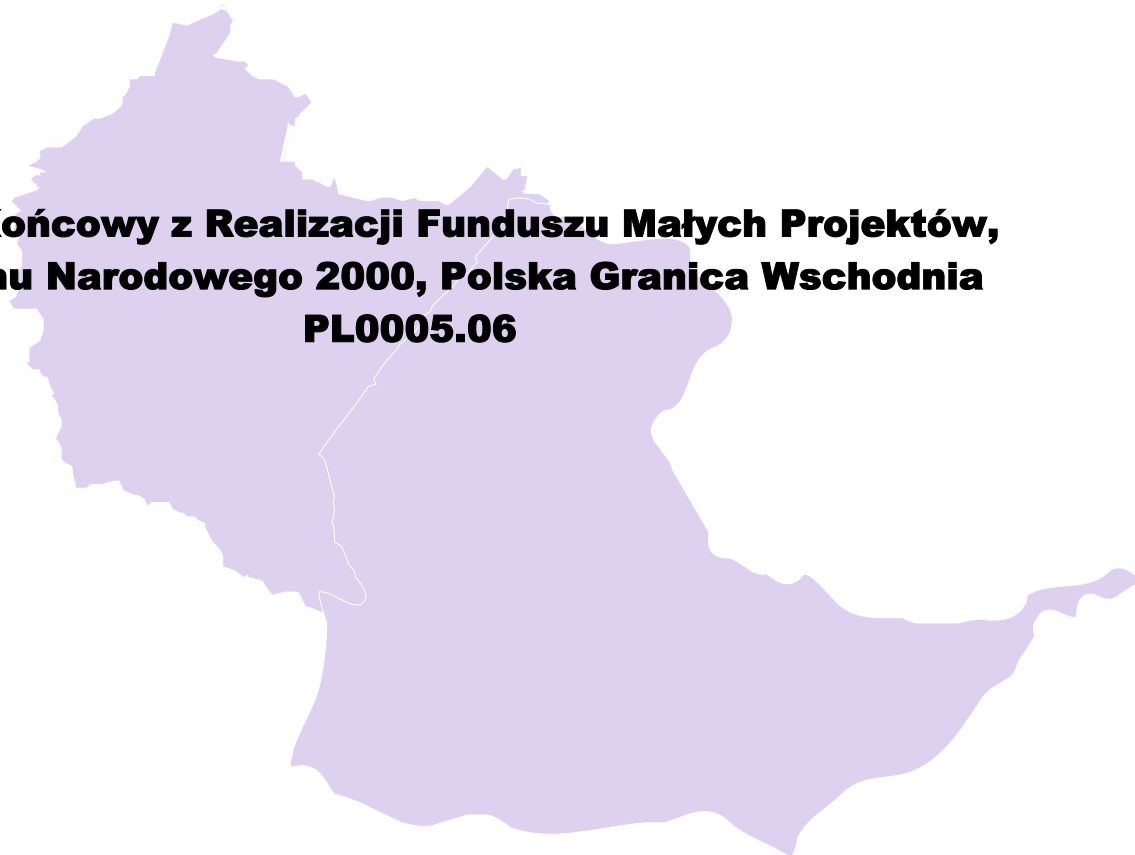 ońcowy z Realizacji Funduszu Małych Projektów,
nu Narodowego 2000, Polska Granica Wschodnia
PL0005.06